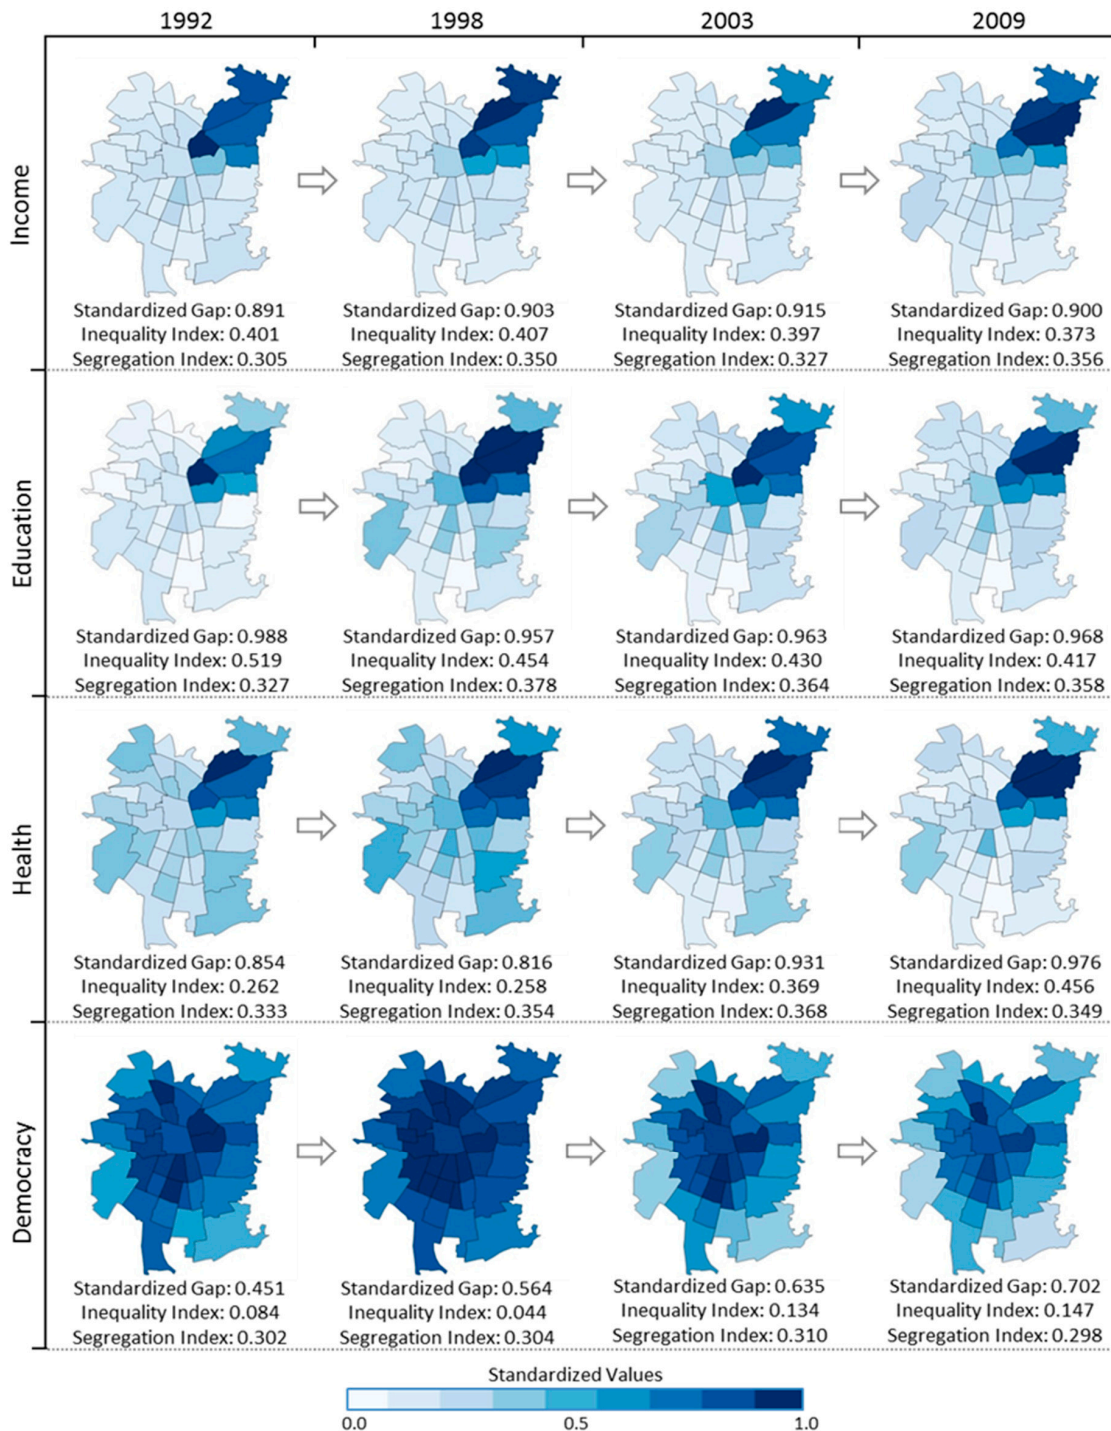 1992 1998 2003 2009
Income
Standardized Gap: 0.891 Standardized Gap: 0.903 Standardized Gap: 0.915 Standardized Gap: 0.900
Inequality Index: 0.401 Inequality Index: 0.407 Inequality Index: 0.397 Inequality Index: 0.373
Segregation Index: 0.305 Segregation Index: 0.350 Segregation Index: 0.327 Segregation Index: 0.356
Education
Standardized Gap: 0.988 Standardized Gap: 0.957 Standardized Gap: 0.963 Standardized Gap: 0.968
Inequality Index: 0.519 Inequality Index: 0.454 Inequality Index: 0.430 Inequality Index: 0.417
Segregation Index: 0.327 Segregation Index: 0.378 Segregation Index: 0.364 Segregation Index: 0.358
Health
Standardized Gap: 0.854 Standardized Gap: 0.816 Standardized Gap: 0.931 Standardized Gap: 0.976
Inequality Index: 0.262 Inequality Index: 0.258 Inequality Index: 0.369 Inequality Index: 0.456
Segregation Index: 0.333 Segregation Index: 0.354 Segregation Index: 0.368 Segregation Index: 0.349
Democracy
Standardized Gap: 0.451 Standardized Gap: 0.564 Standardized Gap: 0.635 Standardized Gap: 0.702
Inequality Index: 0.084 Inequality Index: 0.044 Inequality Index: 0.134 Inequality Index: 0.147
Segregation Index: 0.302 Segregation Index: 0.304 Segregation Index: 0.310 Segregation Index: 0.298
Standardized Values
0.0 0.5 1.0